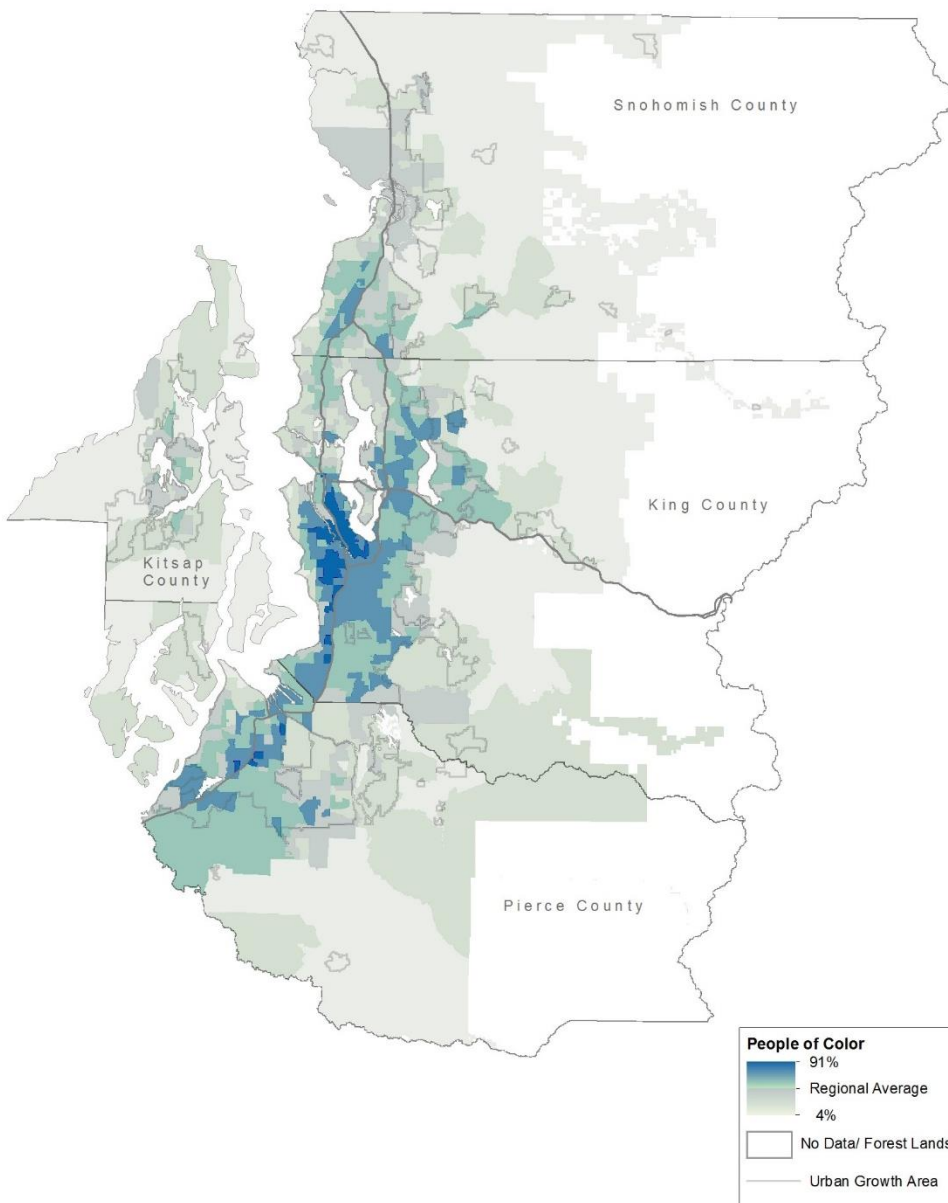 Snohomish County
King County
Kitsap
County
Pierce County
People of Color
91%
Regional Average
4%
No Data/ Forest Lands
Urban Growth Area